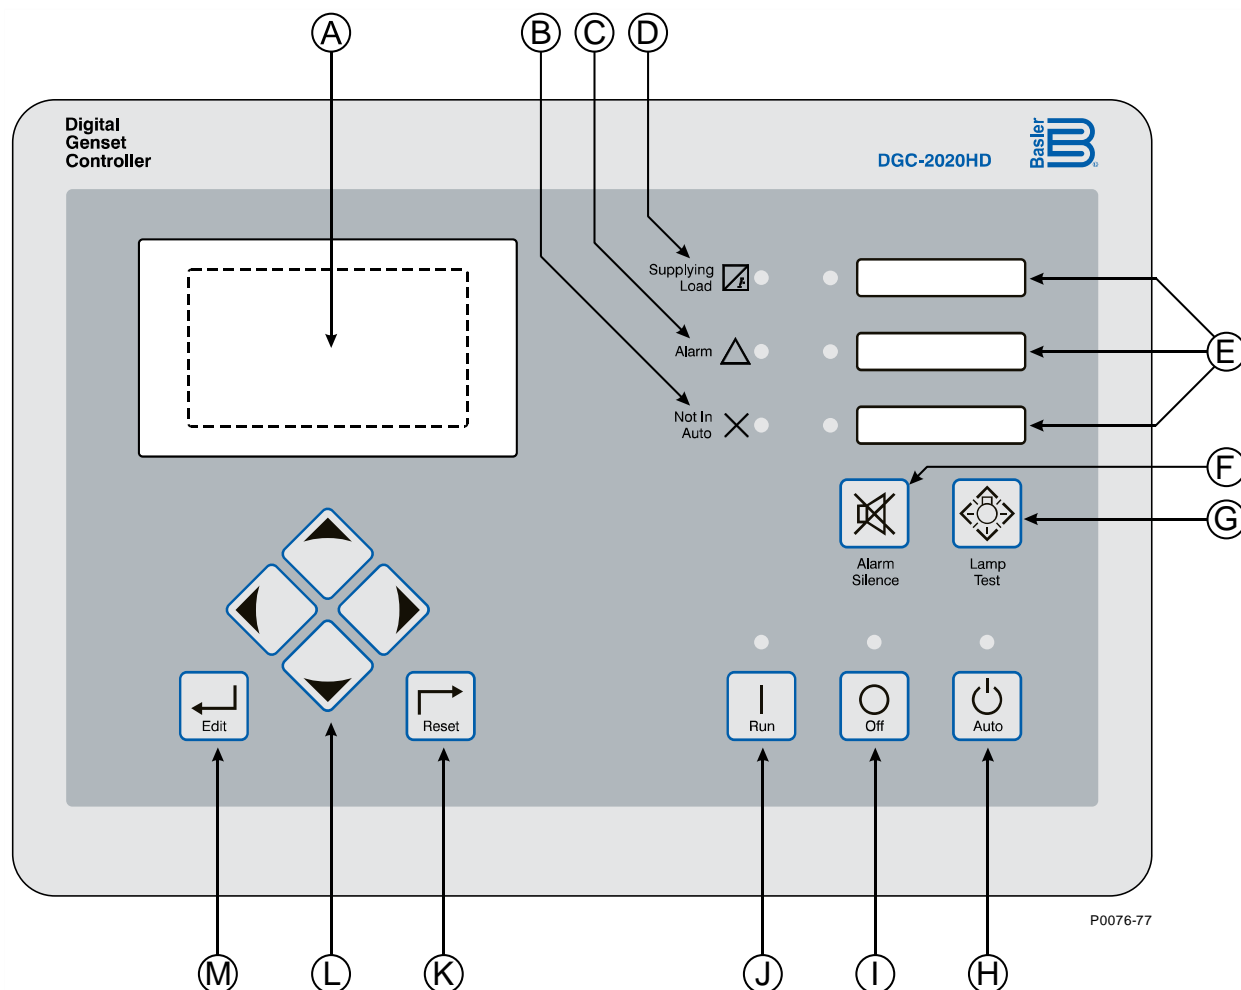 A
B
C
D
Digital
Genset
Controller
DGC-2020HD
Basler
Supplying
Load
Alarm
Not In
Auto
E
F
G
Alarm
Silence
Lamp
Test
Edit
Reset
Run
Off
Auto
P0076-77
M
L
K
J
I
H